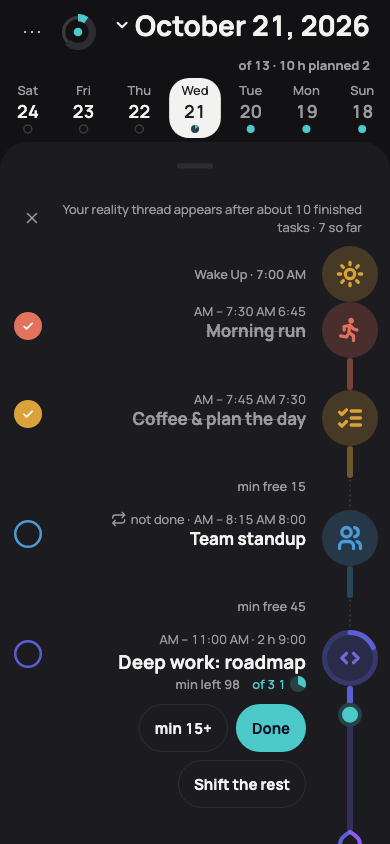 October 21, 2026
of 13 · 10 h planned 2
Sat Fri Thu Wed Tue Mon Sun
24 23 22 21 20 19 18
Your reality thread appears after about 10 finished
tasks · 7 so far
Wake Up · 7:00 AM
AM – 7:30 AM 6:45
Morning run
AM – 7:45 AM 7:30
Coffee & plan the day
min free 15
not done · AM – 8:15 AM 8:00
Team standup
min free 45
AM – 11:00 AM · 2 h 9:00
Deep work: roadmap
min left 98 of 3 1
min 15+ Done
Shift the rest